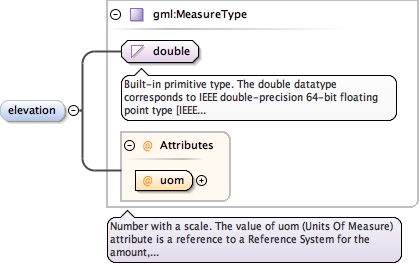 gml:MeasureType
double
Built-in primitive type. The double datatype
corresponds to IEEE double-precision 64-bit floating
point type [IEEE...
elevation
@ Attributes
@ uom
Number with a scale. The value of uom (Units Of Measure)
attribute is a reference to a Reference System for the
amount,...